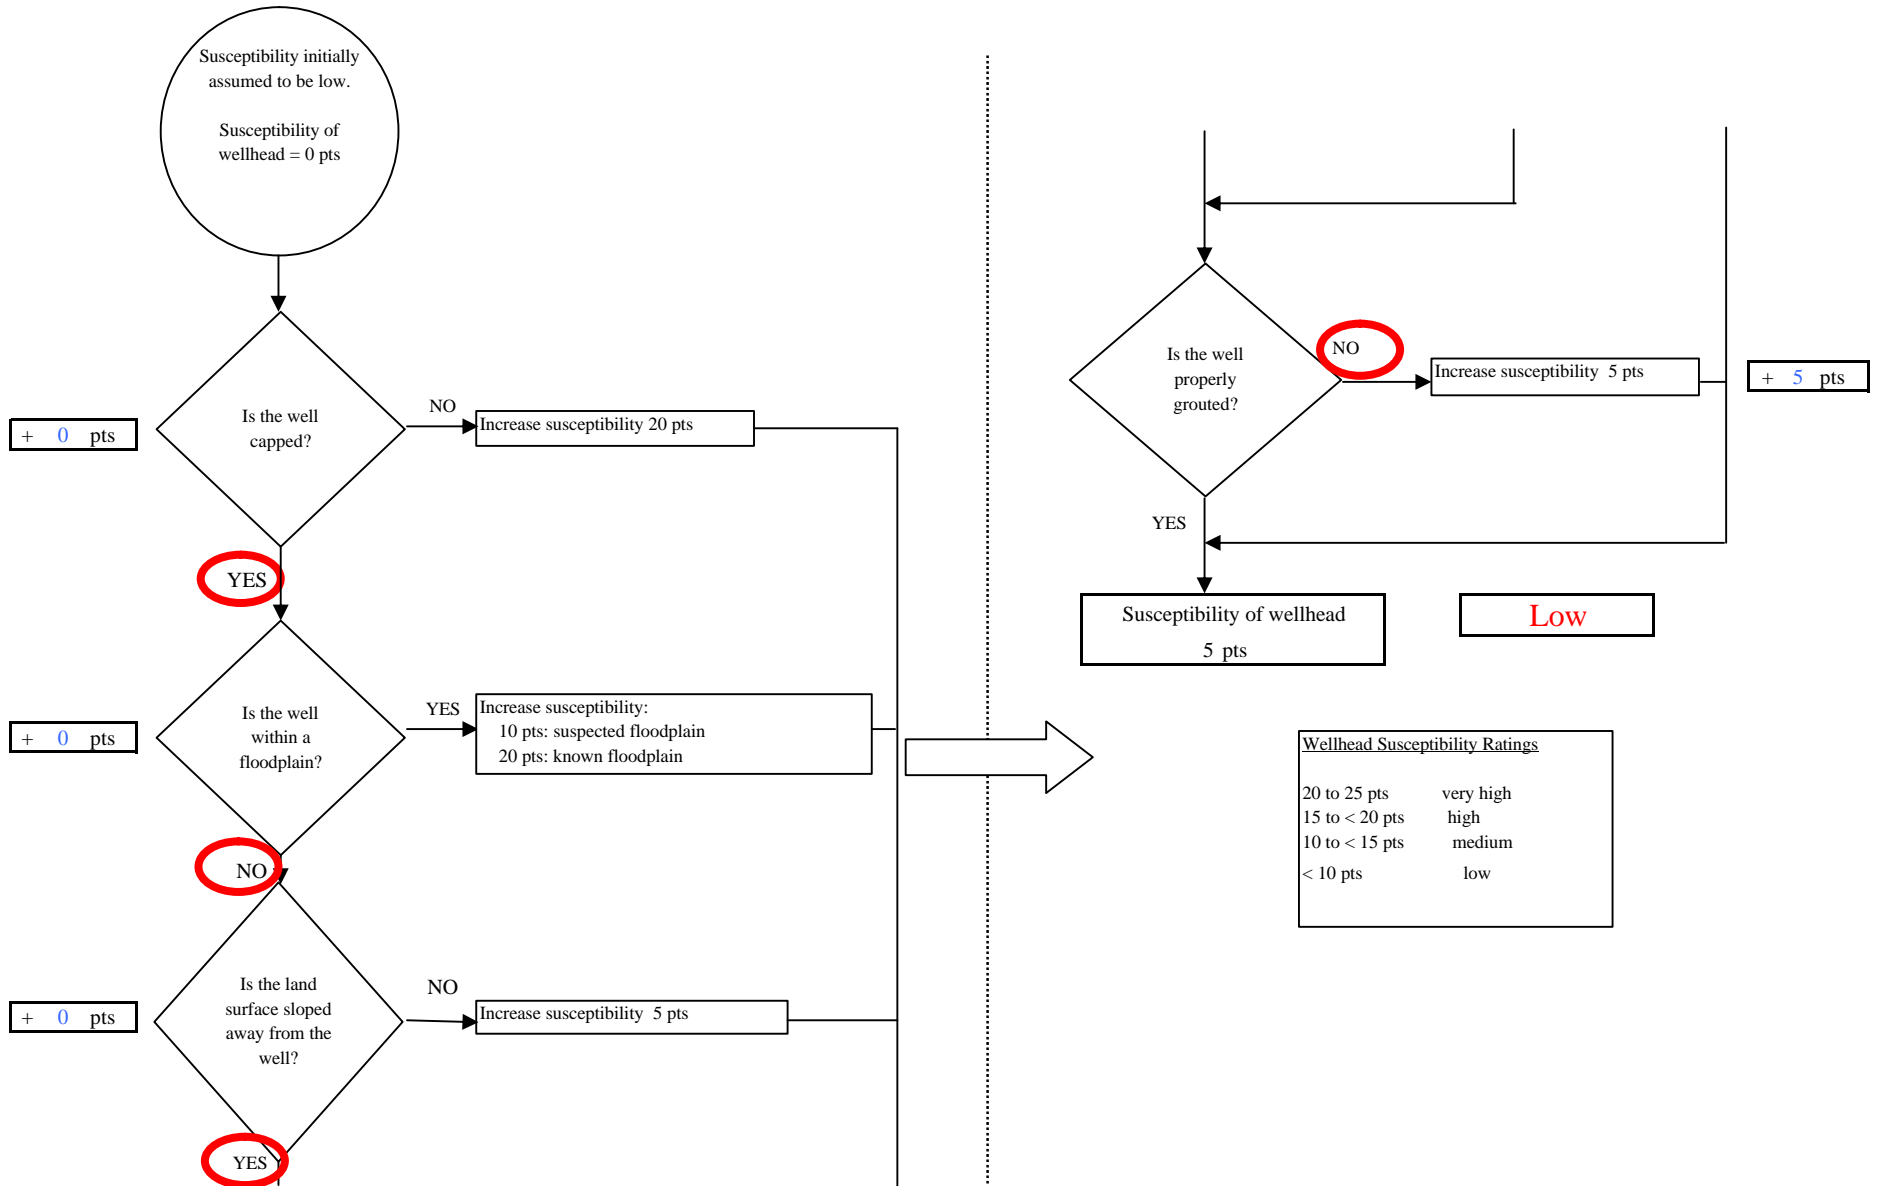 Susceptibility initially
assumed to be low.
Susceptibility of
wellhead = 0 pts
Is the well
capped?
NO
Increase susceptibility 20 pts
+ 0 pts
YES
Is the well
within a
floodplain?
YES
Increase susceptibility:
10 pts: suspected floodplain
20 pts: known floodplain
+ 0 pts
NO
Is the land
surface sloped
away from the
well?
NO
Increase susceptibility 5 pts
+ 0 pts
YES
Is the well
properly
grouted?
NO
Increase susceptibility 5 pts
+ 5 pts
YES
Susceptibility of wellhead
5 pts
Low
Wellhead Susceptibility Ratings
20 to 25 pts very high
15 to < 20 pts high
10 to < 15 pts medium
< 10 pts low